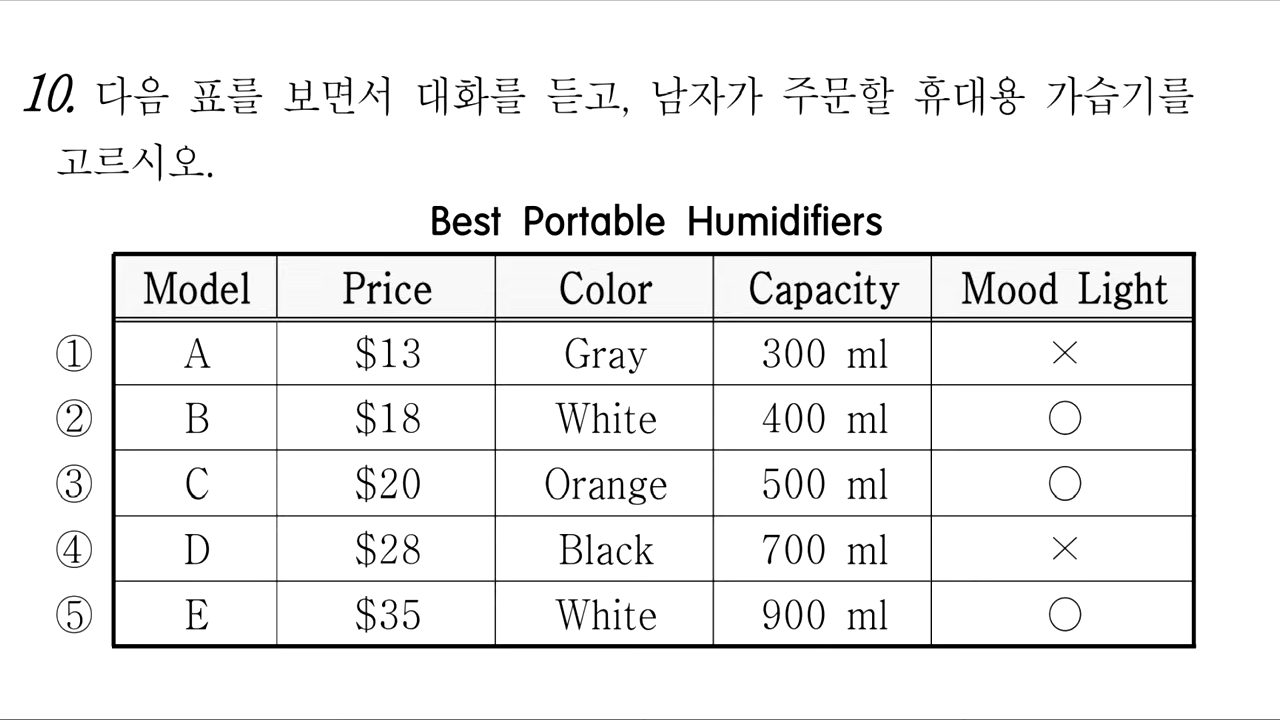 10. 다음 표를 보면서 대화를 듣고, 남자가 주문할 휴대용 가습기를
고르시오.
Best Portable Humidifiers
Model Price Color Capacity Mood Light
① A $13 Gray 300 ml ×
② B $18 White 400 ml ○
③ C $20 Orange 500 ml ○
④ D $28 Black 700 ml ×
⑤ E $35 White 900 ml ○